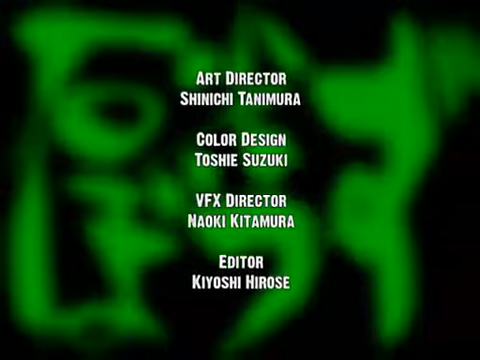 Art Director
Shinichi Tanimura
Color Design
Toshie Suzuki
VFX Director
Naoki Kitamura
Editor
Kiyoshi Hirose